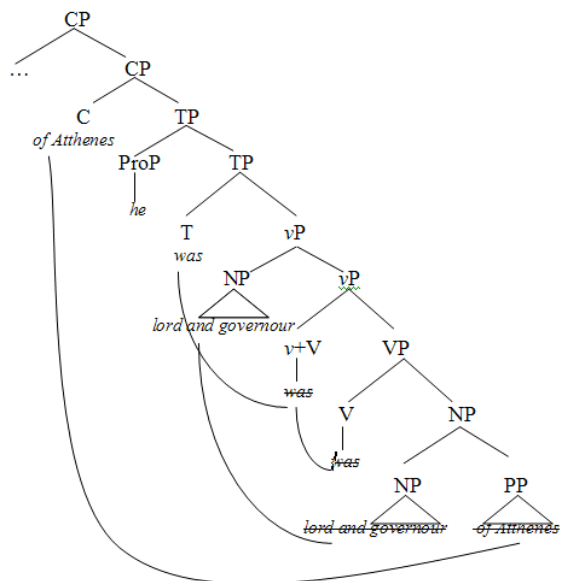 CP
... CP
C TP
of Atthenes
ProP TP
he
T vP
was
NP vP
lord and governour
v+V VP
was
V NP
was
NP PP
lord and governour of Atthenes